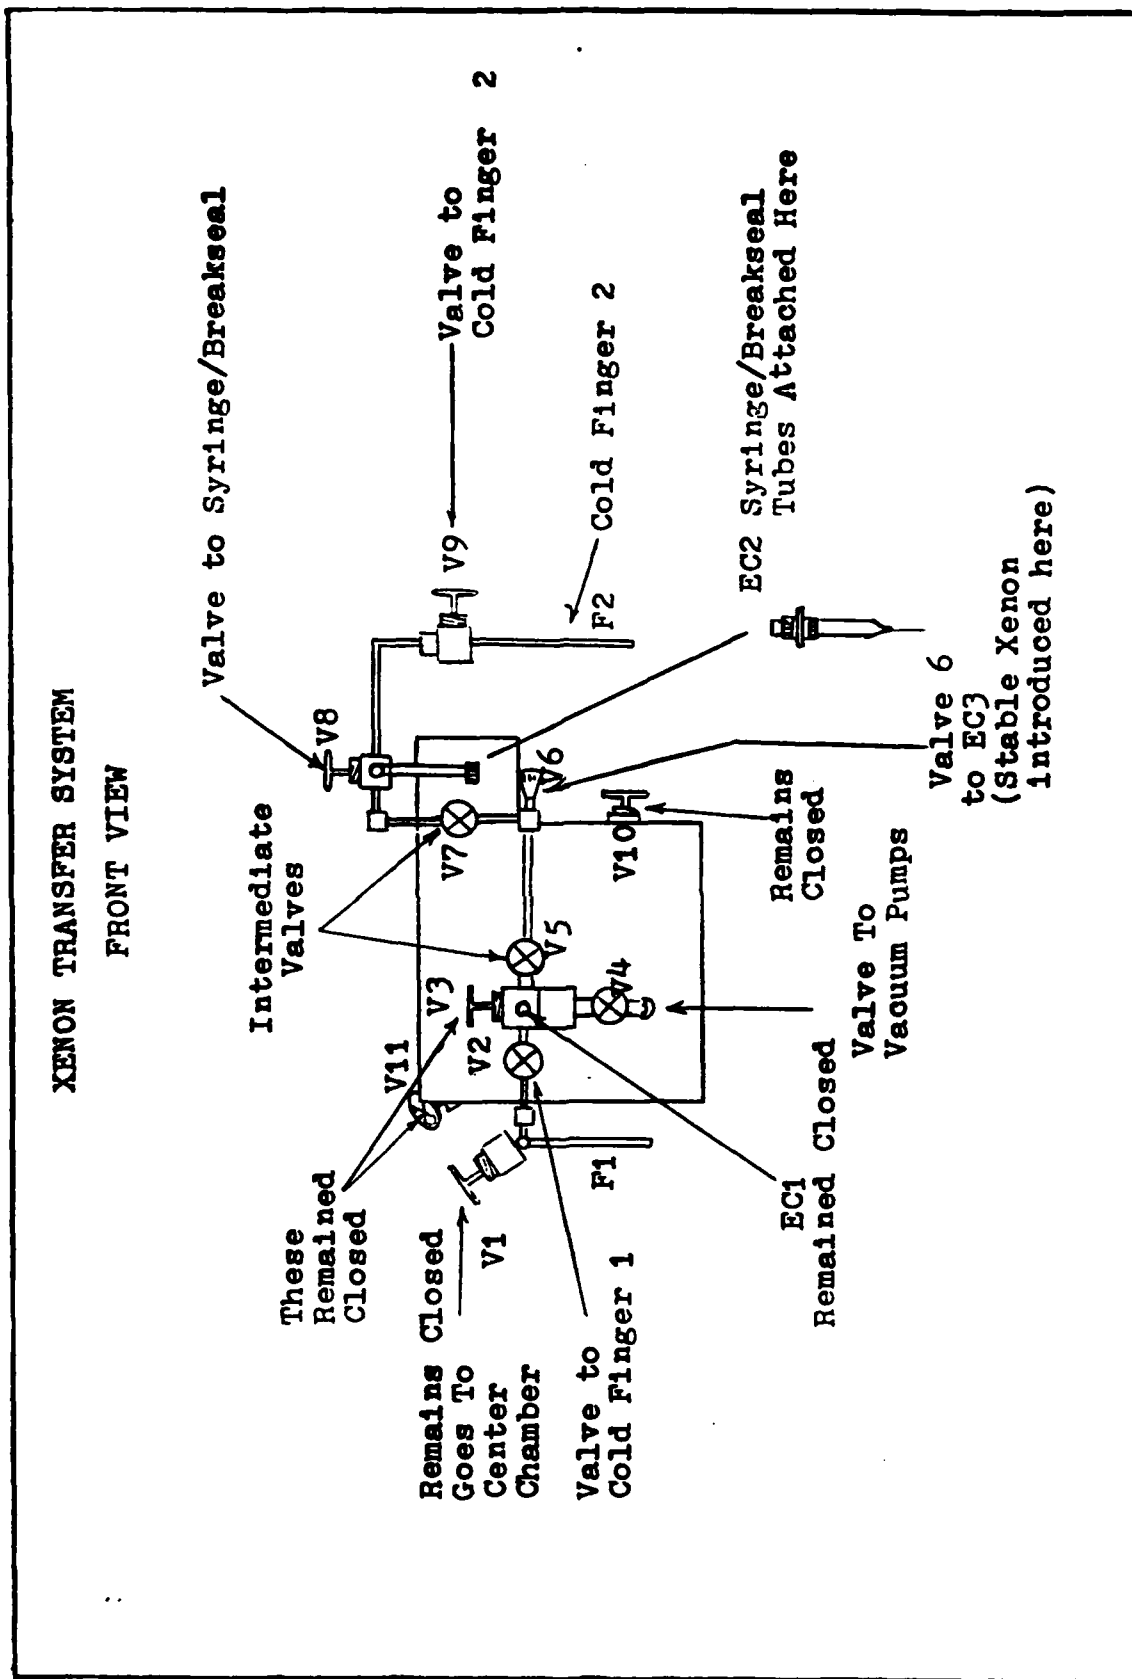 XENON TRANSFER SYSTEM
FRONT VIEW
Valve to Syringe/Breakseal
Intermediate
Valves
These
Remained
Closed
V8
V3
V11
V7
V9
Valve to
Cold Finger 2
Remains Closed
Goes To
Center
Chamber
V1
V2
V5
V6
F2
Cold Finger 2
Valve to
Cold Finger 1
F1
V4
V10
EC2 Syringe/Breakseal
Tubes Attached Here
Remains
Closed
EC1
Remained Closed
Valve To
Vacuum Pumps
Valve 6
to EC3
(Stable Xenon
introduced here)